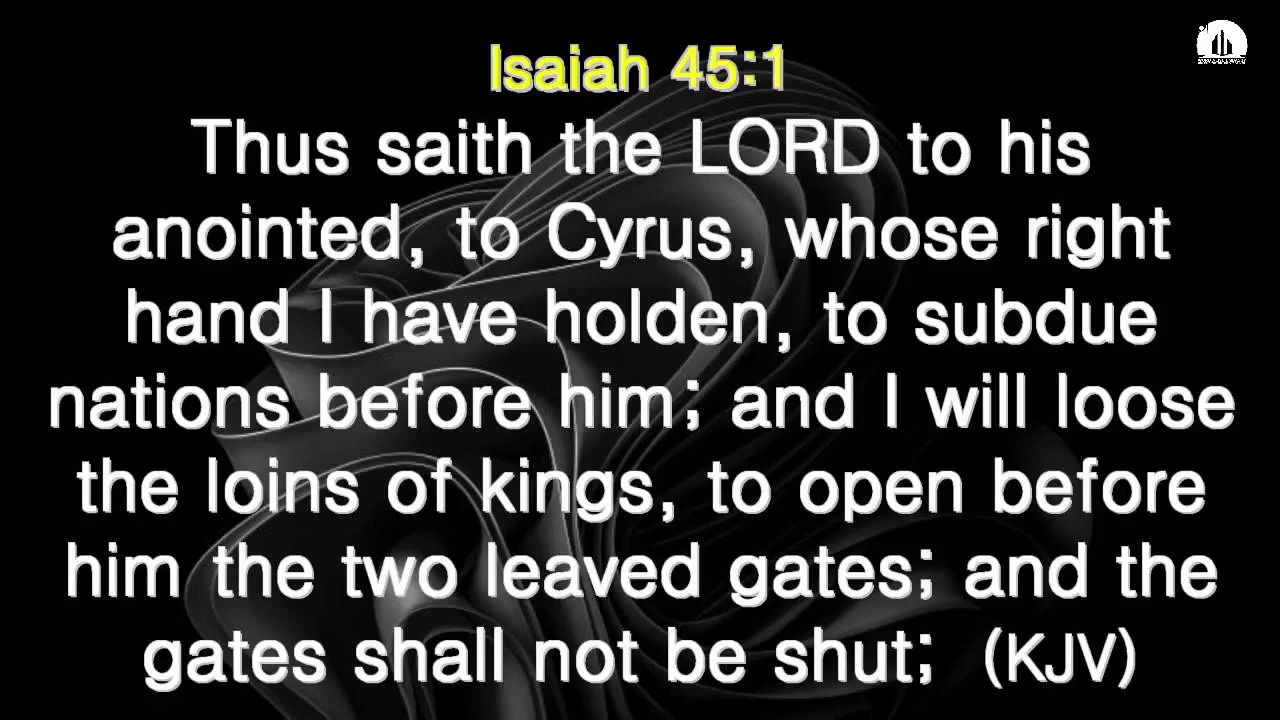 Isaiah 45:1
Thus saith the LORD to his
anointed, to Cyrus, whose right
hand I have holden, to subdue
nations before him; and I will loose
the loins of kings, to open before
him the two leaved gates; and the
gates shall not be shut;  (KJV)